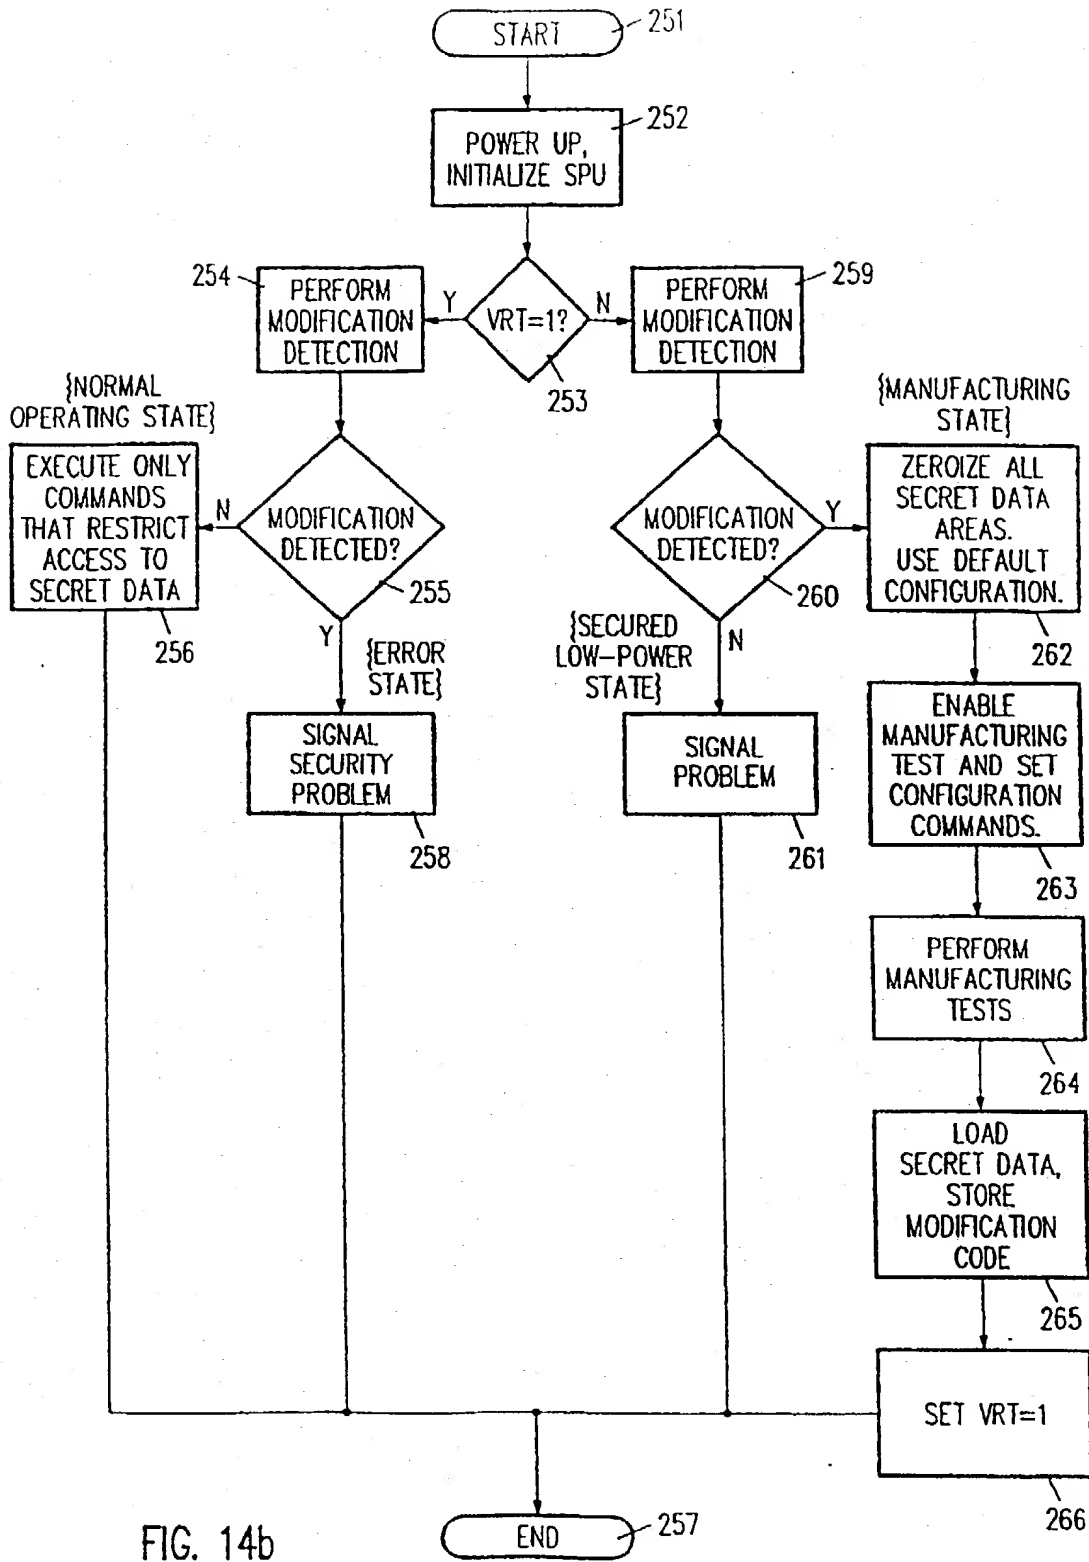 START
251
252
POWER UP,
INITIALIZE SPU
254
PERFORM
MODIFICATION
DETECTION
Y
VRT=1?
N
253
PERFORM
MODIFICATION
DETECTION
259
{NORMAL
OPERATING STATE}
EXECUTE ONLY
COMMANDS
THAT RESTRICT
ACCESS TO
SECRET DATA
256
N
MODIFICATION
DETECTED?
255
Y
{ERROR
STATE}
SIGNAL
SECURITY
PROBLEM
258
MODIFICATION
DETECTED?
260
Y
N
{SECURED
LOW-POWER
STATE}
SIGNAL
PROBLEM
261
{MANUFACTURING
STATE}
ZEROIZE ALL
SECRET DATA
AREAS.
USE DEFAULT
CONFIGURATION.
262
ENABLE
MANUFACTURING
TEST AND SET
CONFIGURATION
COMMANDS.
263
PERFORM
MANUFACTURING
TESTS
264
LOAD
SECRET DATA,
STORE
MODIFICATION
CODE
265
SET VRT=1
266
END
257
FIG. 14b